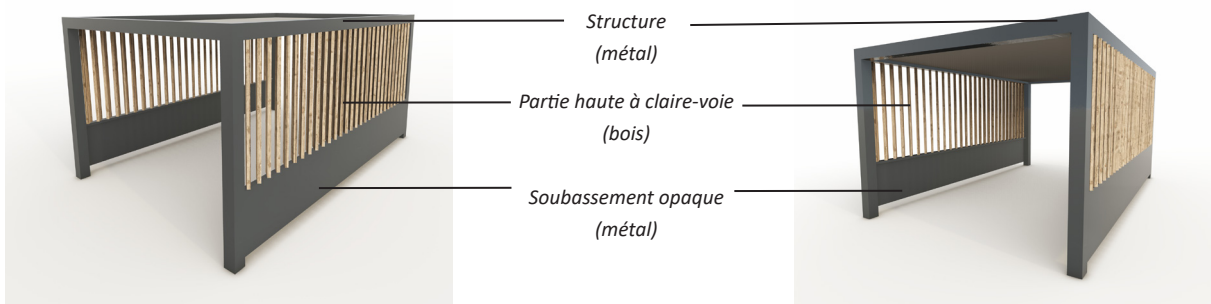 Structure
(métal)
Partie haute à claire-voie
(bois)
Soubassement opaque
(métal)